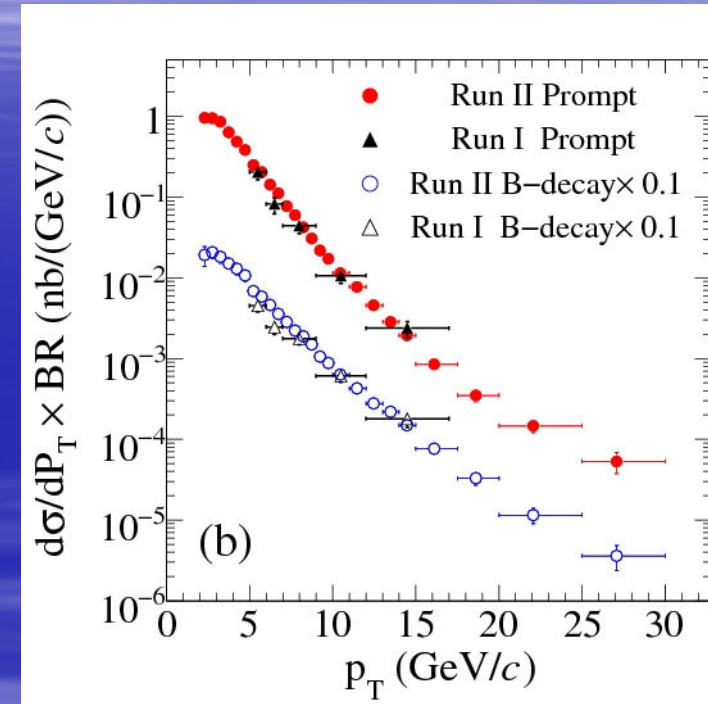 dσ/dP_T × BR (nb/(GeV/c))
1
10⁻¹
10⁻²
10⁻³
10⁻⁴
10⁻⁵
10⁻⁶
Run II Prompt
Run I Prompt
Run II B−decay× 0.1
Run I B−decay× 0.1
(b)
0 5 10 15 20 25 30
p_T (GeV/c)